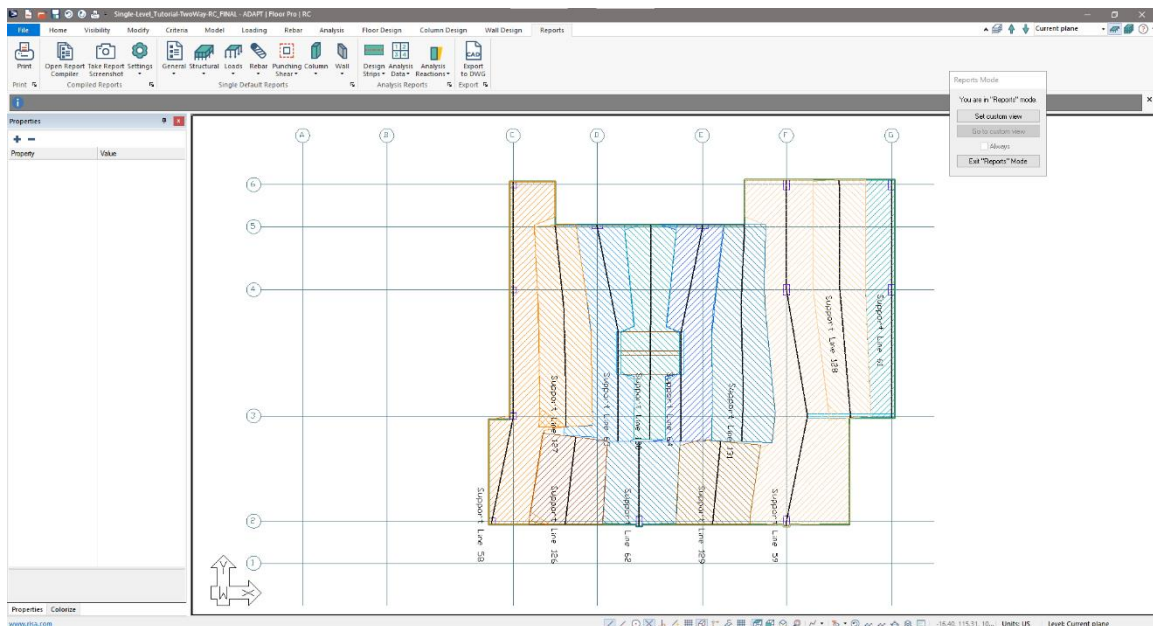 Single-Level_Tutorial-TwoWay-RC_FINAL - ADAPT | Floor Pro | RC
File Home Visibility Modify Criteria Model Loading Rebar Analysis Floor Design Column Design Wall Design Reports
Current plane
Print Open Report Compiler Take Report Screenshot Settings General Structural Loads Rebar Punching Shear Column Wall Design Strips Analysis Data Analysis Reactions Export to DWG
Print Compiled Reports Single Default Reports Analysis Reports Export
Reports Mode
You are in "Reports" mode.
Set custom view
Go to custom view
Always
Exit "Reports" Mode
Properties
Property Value
A B C D E F G
6
5
4
3
2
1
Support Line 128
Support Line 61
Support Line 127
Support Line 131
Support Line 58
Support Line 126
Support Line 62
Support Line 129
Support Line 59
Y
W X
Properties Colorize
www.risa.com
Units: US Level: Current plane